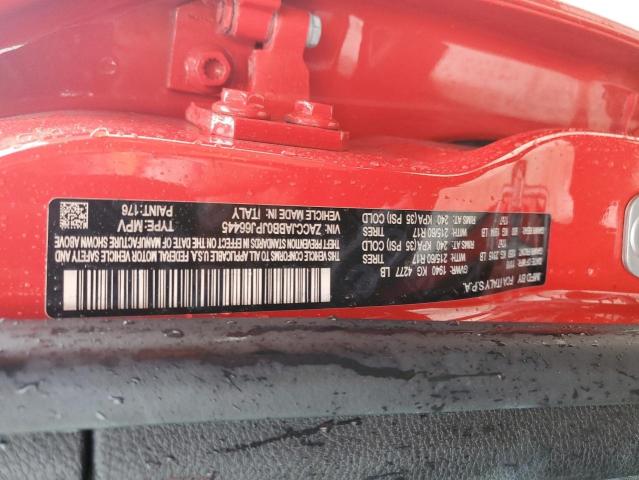 MFD BY FCA ITALY S.P.A.
GVWR: 1940 KG 4277 LB
WITH: 215/60 R17
RIMS AT: 240 KPA (35 PSI) COLD
WITH: 215/60 R17
RIMS AT: 240 KPA (35 PSI) COLD
THIS VEHICLE CONFORMS TO ALL APPLICABLE U.S.A. FEDERAL MOTOR VEHICLE SAFETY
AND THEFT PREVENTION STANDARDS IN EFFECT ON THE DATE OF MANUFACTURE SHOWN ABOVE
VIN: ZACCJABB0JPJ66445 TYPE: MPV
VEHICLE MADE IN: ITALY PAINT: 176